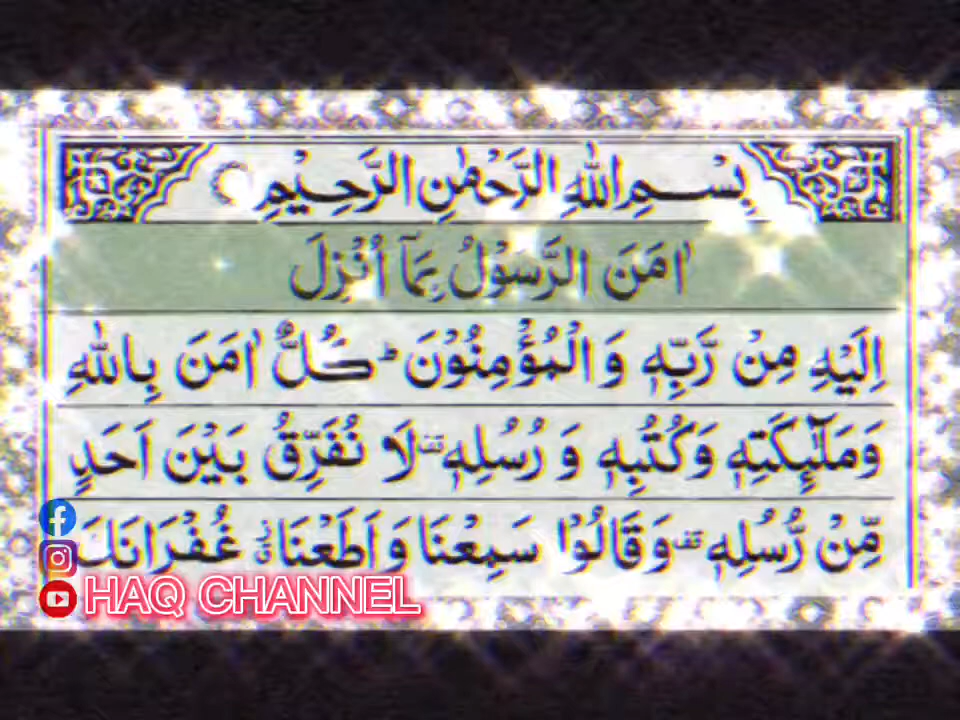 بِسْمِ اللّٰهِ الرَّحْمٰنِ الرَّحِيْمِ
اٰمَنَ الرَّسُوْلُ بِمَآ اُنْزِلَ
اِلَيْهِ مِنْ رَّبِّهٖ وَ الْمُؤْمِنُوْنَ ؕ كُلٌّ اٰمَنَ بِاللّٰهِ
وَمَلٰٓئِكَتِهٖ وَكُتُبِهٖ وَ رُسُلِهٖ ۫ لَا نُفَرِّقُ بَيْنَ اَحَدٍ
مِّنْ رُّسُلِهٖ ۫ وَقَالُوْا سَمِعْنَا وَ اَطَعْنَا ٭۫ غُفْرَانَكَ
HAQ CHANNEL